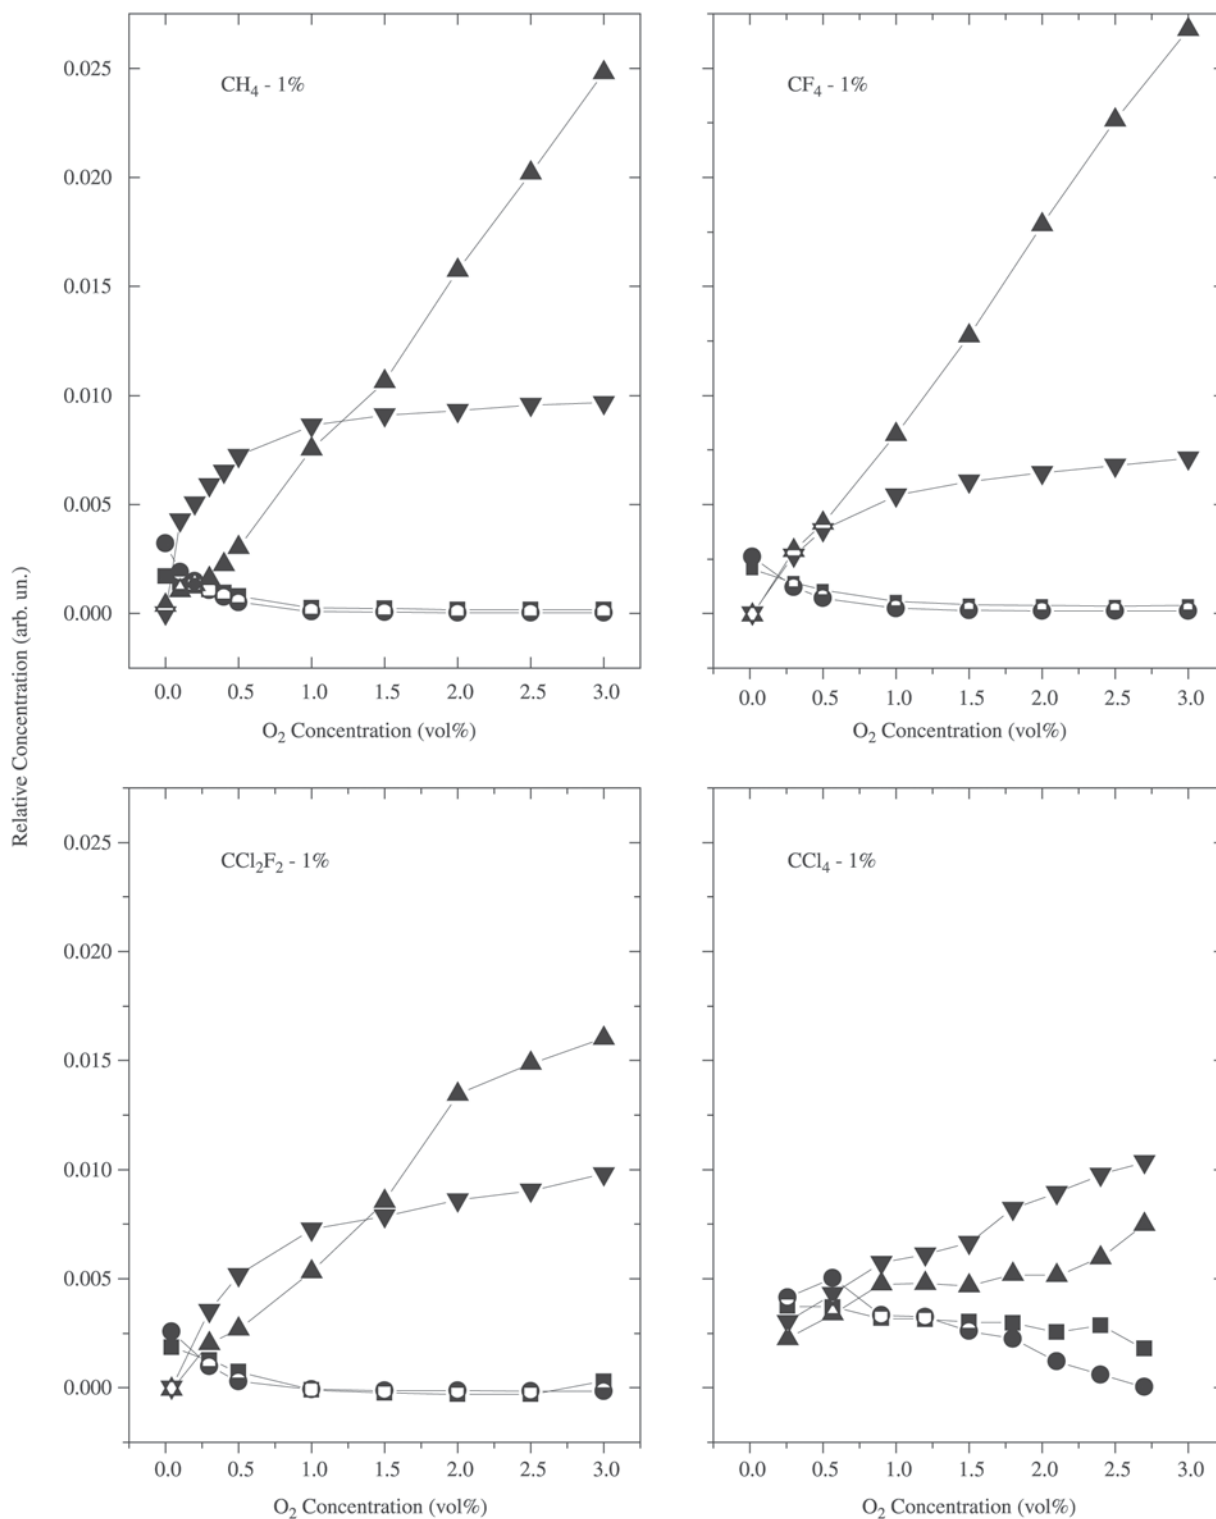 CH₄ - 1%
CF₄ - 1%
0.025
0.020
0.015
0.010
0.005
0.000
0.0 0.5 1.0 1.5 2.0 2.5 3.0
0.0 0.5 1.0 1.5 2.0 2.5 3.0
O₂ Concentration (vol%)
O₂ Concentration (vol%)
Relative Concentration (arb. un.)
CCl₂F₂ - 1%
CCl₄ - 1%
0.025
0.020
0.015
0.010
0.005
0.000
0.0 0.5 1.0 1.5 2.0 2.5 3.0
0.0 0.5 1.0 1.5 2.0 2.5 3.0
O₂ Concentration (vol%)
O₂ Concentration (vol%)